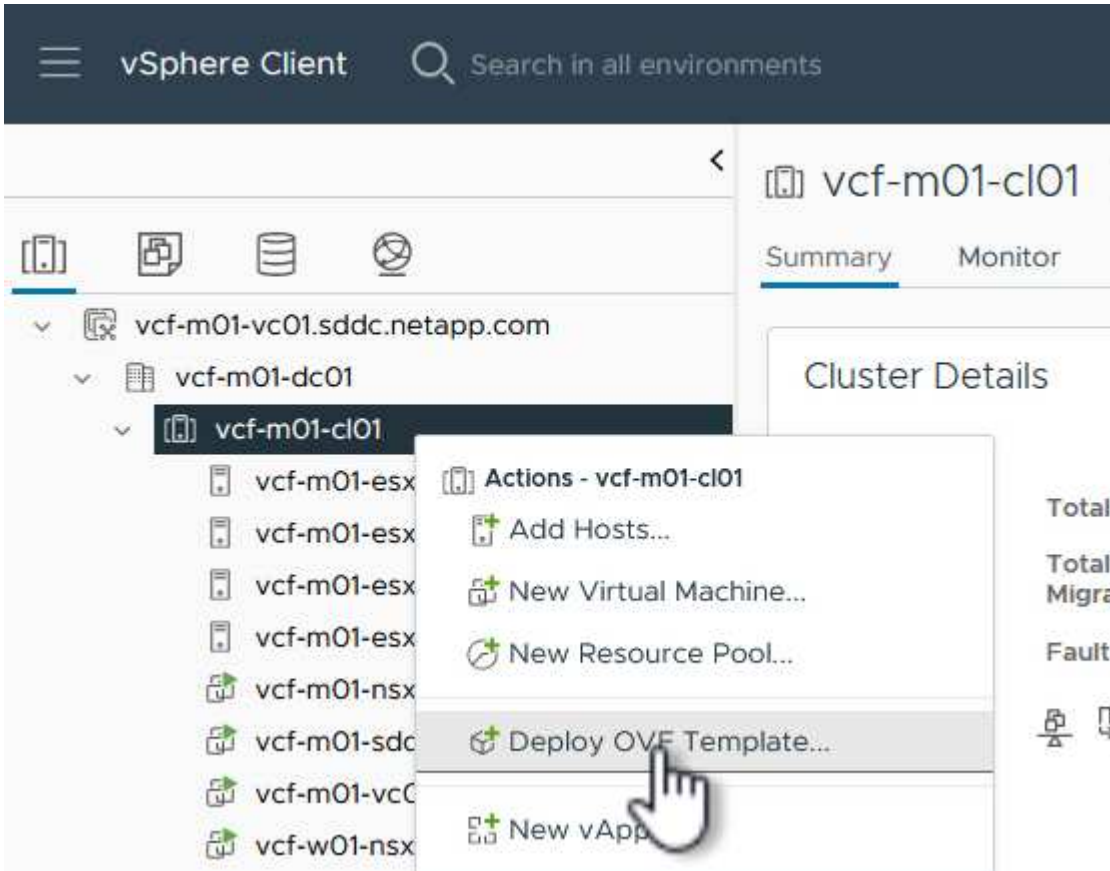 vSphere Client
Search in all environments
vcf-m01-vc01.sddc.netapp.com
vcf-m01-dc01
vcf-m01-cl01
vcf-m01-esx
vcf-m01-esx
vcf-m01-esx
vcf-m01-esx
vcf-m01-nsx
vcf-m01-sdd
vcf-m01-vc0
vcf-w01-nsx
Actions - vcf-m01-cl01
Add Hosts...
New Virtual Machine...
New Resource Pool...
Deploy OVF Template...
New vApp
vcf-m01-cl01
Summary Monitor
Cluster Details
Total
Total
Migra
Fault